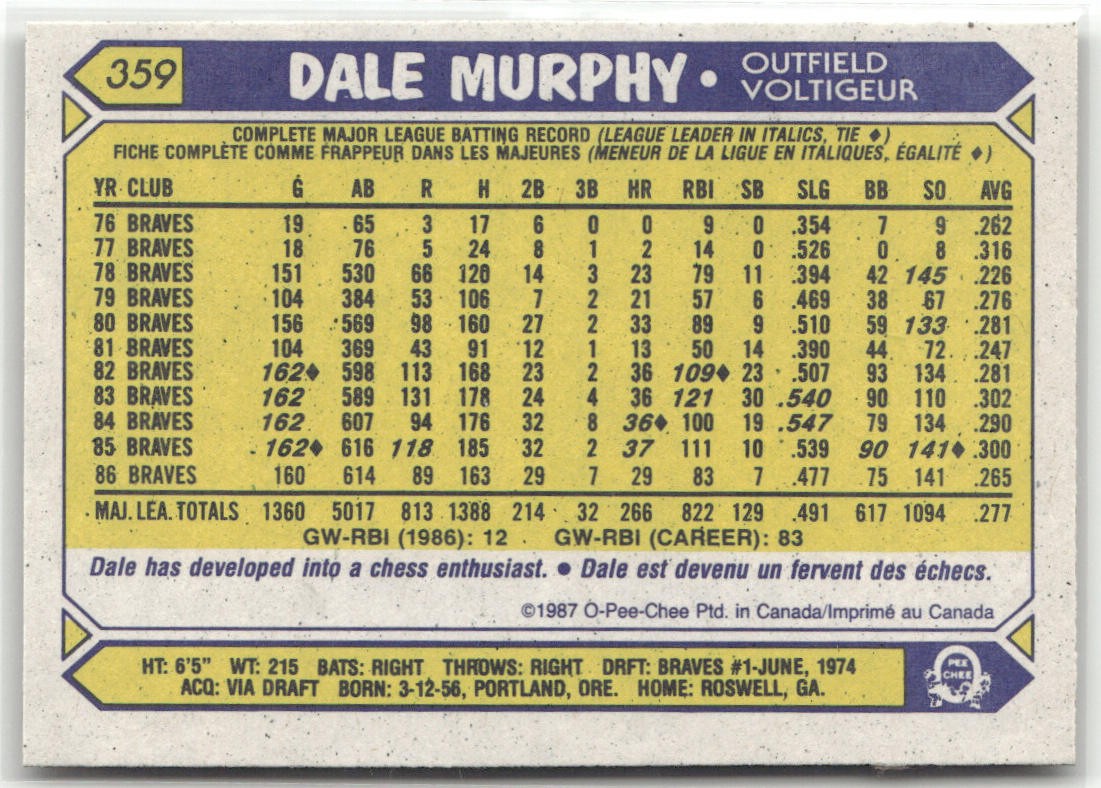 359 DALE MURPHY • OUTFIELD
VOLTIGEUR
COMPLETE MAJOR LEAGUE BATTING RECORD (LEAGUE LEADER IN ITALICS, TIE ♦)
FICHE COMPLÈTE COMME FRAPPEUR DANS LES MAJEURES (MENEUR DE LA LIGUE EN ITALIQUES, ÉGALITÉ ♦)
YR CLUB G AB R H 2B 3B HR RBI SB SLG BB SO AVG
76 BRAVES 19 65 3 17 6 0 0 9 0 .354 7 9 .262
77 BRAVES 18 76 5 24 8 1 2 14 0 .526 0 8 .316
78 BRAVES 151 530 66 120 14 3 23 79 11 .394 42 145 .226
79 BRAVES 104 384 53 106 7 2 21 57 6 .469 38 67 .276
80 BRAVES 156 569 98 160 27 2 33 89 9 .510 59 133 .281
81 BRAVES 104 369 43 91 12 1 13 50 14 .390 44 72 .247
82 BRAVES 162♦ 598 113 168 23 2 36 109♦ 23 .507 93 134 .281
83 BRAVES 162 589 131 178 24 4 36 121 30 .540 90 110 .302
84 BRAVES 162 607 94 176 32 8 36♦ 100 19 .547 79 134 .290
85 BRAVES 162♦ 616 118 185 32 2 37 111 10 .539 90 141♦ .300
86 BRAVES 160 614 89 163 29 7 29 83 7 .477 75 141 .265
MAJ. LEA. TOTALS 1360 5017 813 1388 214 32 266 822 129 .491 617 1094 .277
GW-RBI (1986): 12 GW-RBI (CAREER): 83
Dale has developed into a chess enthusiast. • Dale est devenu un fervent des échecs.
©1987 O-Pee-Chee Ptd. in Canada/Imprimé au Canada
HT: 6'5" WT: 215 BATS: RIGHT THROWS: RIGHT DRFT: BRAVES #1-JUNE, 1974
ACQ: VIA DRAFT BORN: 3-12-56, PORTLAND, ORE. HOME: ROSWELL, GA.
O
PEE
CHEE